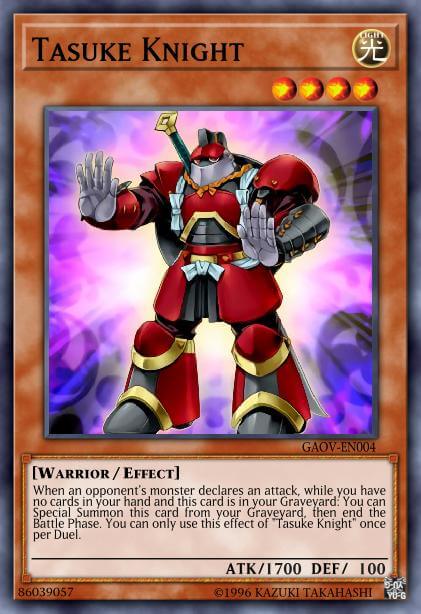 TASUKE KNIGHT
LIGHT
光
GAOV-EN004
[WARRIOR / EFFECT]
When an opponent's monster declares an attack, while you have
no cards in your hand and this card is in your Graveyard: You can
Special Summon this card from your Graveyard, then end the
Battle Phase. You can only use this effect of "Tasuke Knight" once
per Duel.
ATK/1700 DEF/ 100
86039057
©1996 KAZUKI TAKAHASHI